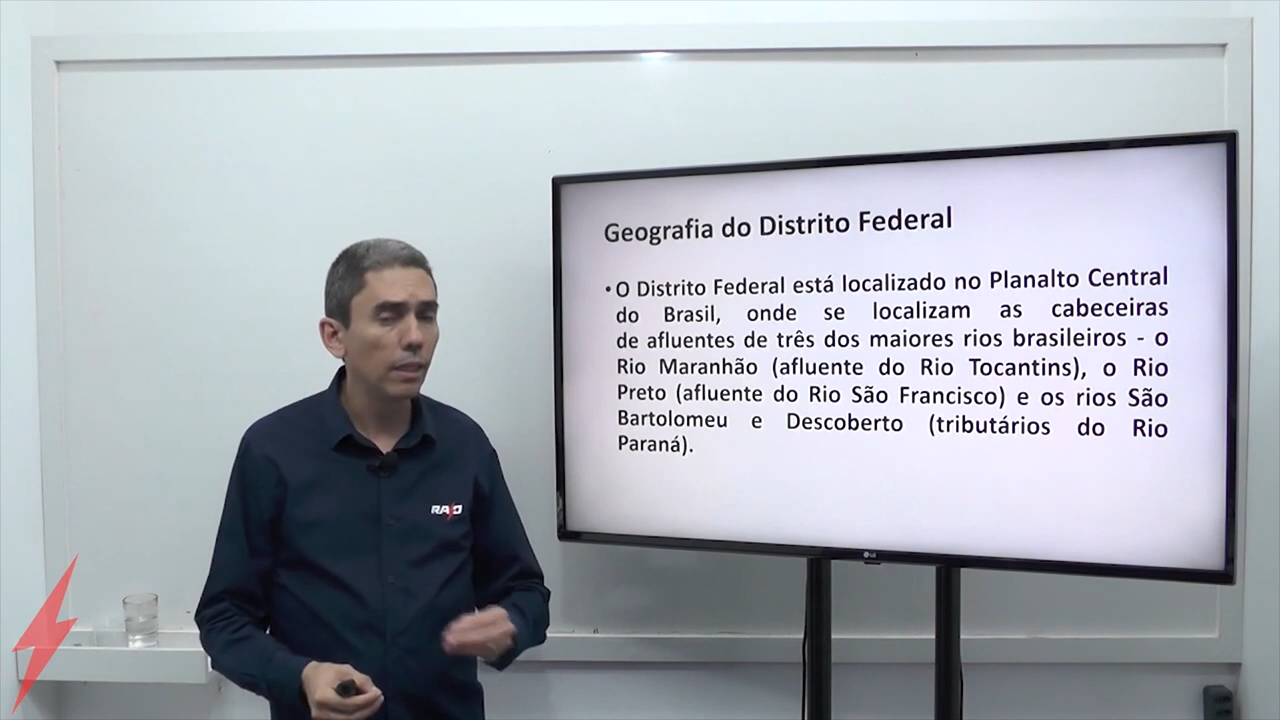 Geografia do Distrito Federal
• O Distrito Federal está localizado no Planalto Central
do Brasil, onde se localizam as cabeceiras
de afluentes de três dos maiores rios brasileiros - o
Rio Maranhão (afluente do Rio Tocantins), o Rio
Preto (afluente do Rio São Francisco) e os rios São
Bartolomeu e Descoberto (tributários do Rio
Paraná).
RAIO
LG